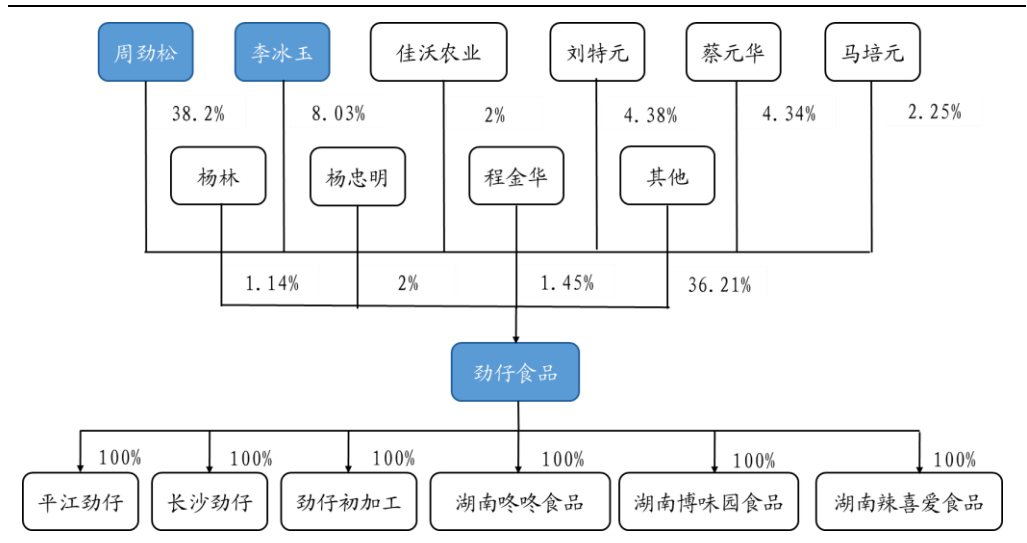 周劲松 李冰玉 佳沃农业 刘特元 蔡元华 马培元
38.2% 8.03% 2% 4.38% 4.34% 2.25%
杨林 杨忠明 程金华 其他
1.14% 2% 1.45% 36.21%
劲仔食品
100% 100% 100% 100% 100% 100%
平江劲仔 长沙劲仔 劲仔初加工 湖南咚咚食品 湖南博味园食品 湖南辣喜爱食品